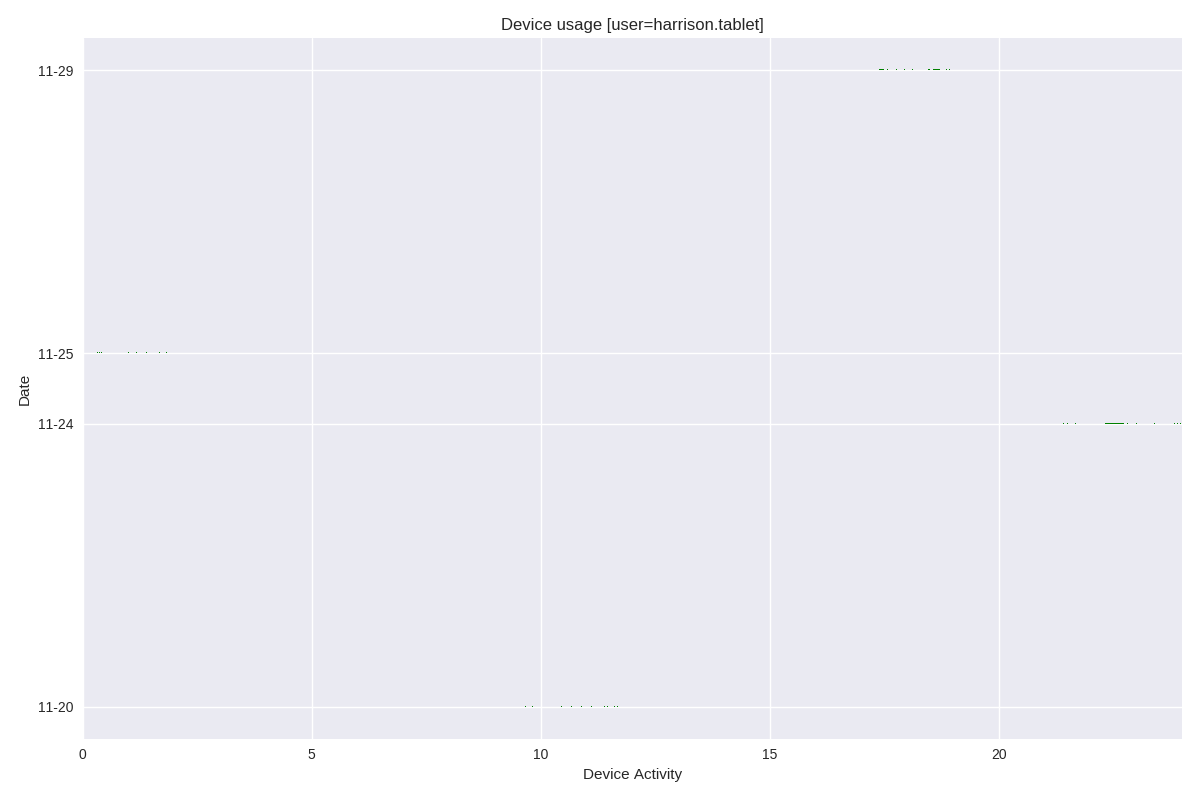 Device usage [user=harrison.tablet]
11-29
11-25
Date
11-24
11-20
0 5 10 15 20
Device Activity